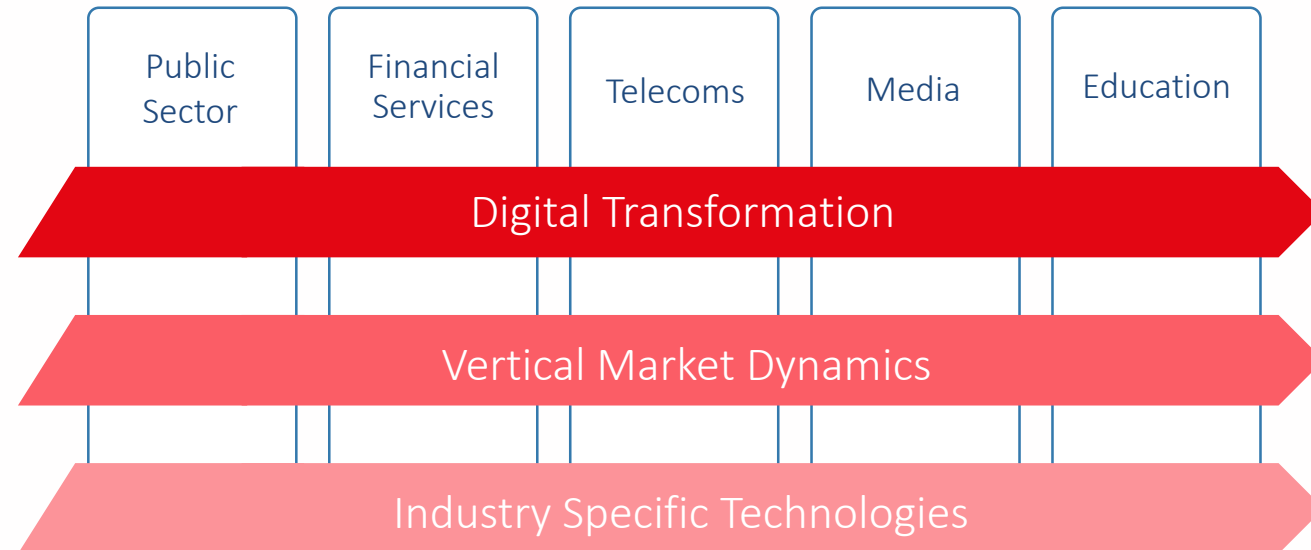 Public
Sector
Financial
Services
Telecoms
Media
Education
Digital Transformation
Vertical Market Dynamics
Industry Specific Technologies